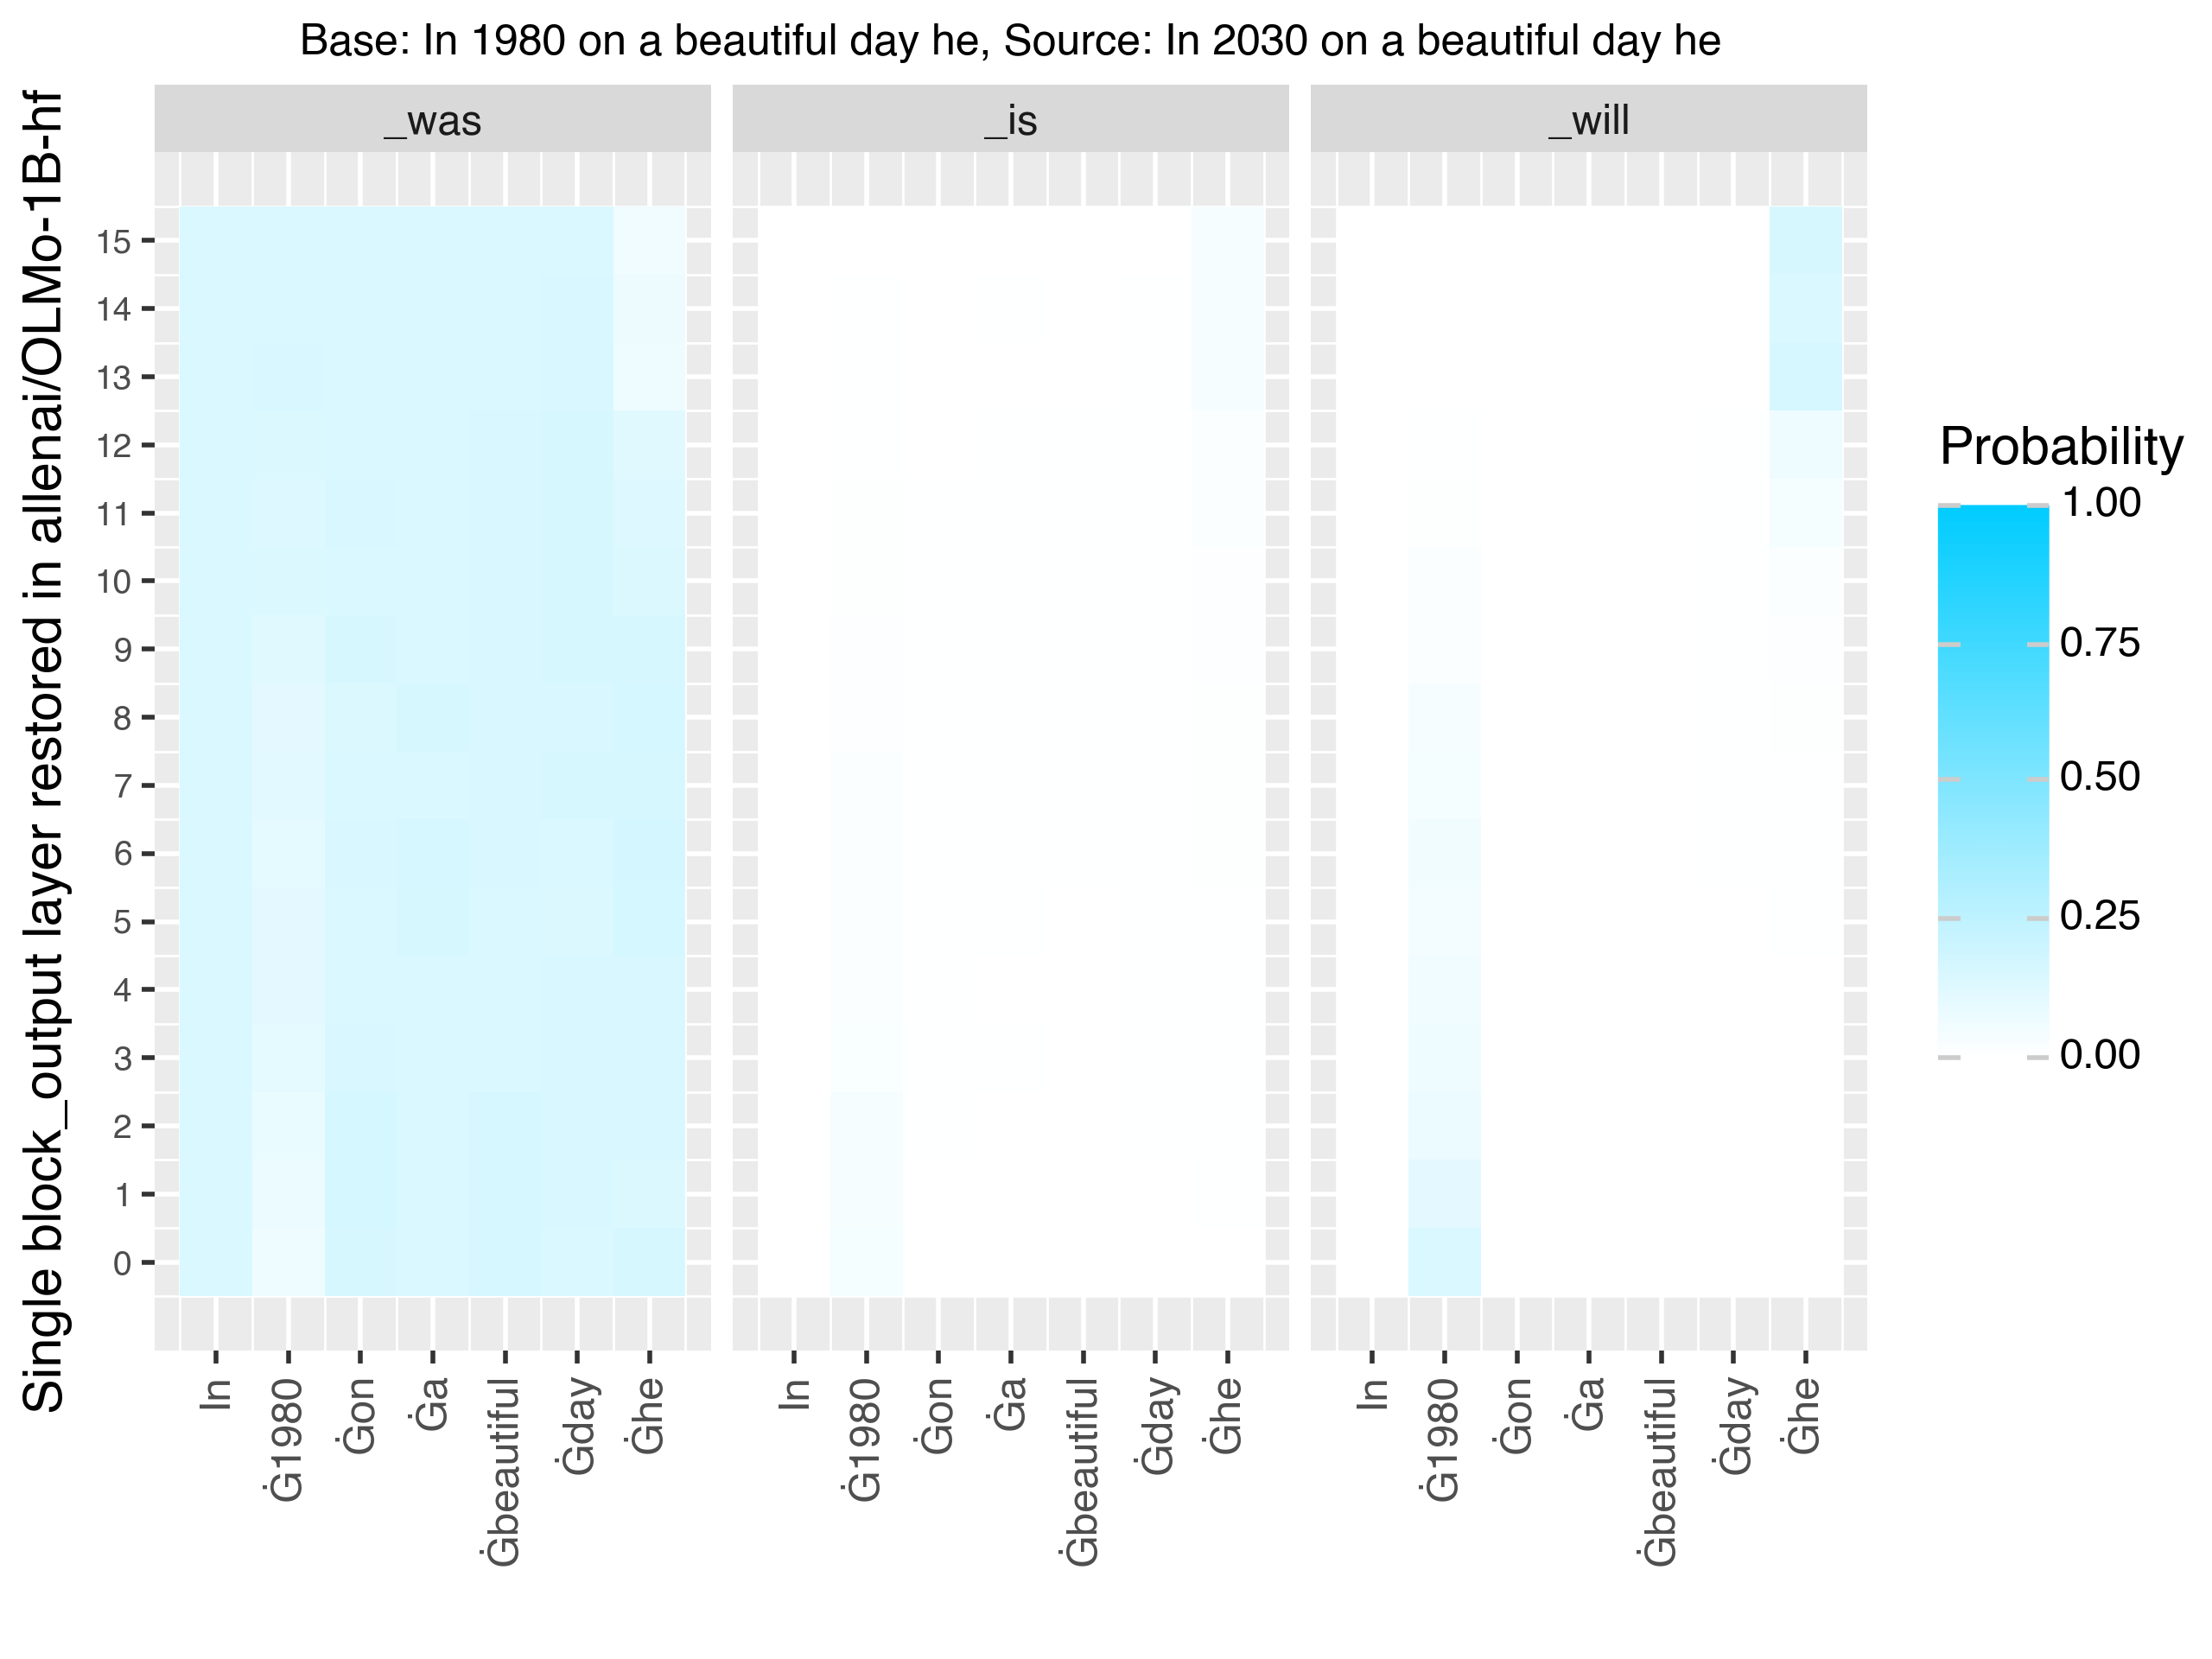 Base: In 1980 on a beautiful day he, Source: In 2030 on a beautiful day he
Single block_output layer restored in allenai/OLMo-1B-hf
_was
_is
_will
15
14
13
12
11
10
9
8
7
6
5
4
3
2
1
0
In
Ġ1980
Ġon
Ġa
Ġbeautiful
Ġday
Ġhe
In
Ġ1980
Ġon
Ġa
Ġbeautiful
Ġday
Ġhe
In
Ġ1980
Ġon
Ġa
Ġbeautiful
Ġday
Ġhe
Probability
1.00
0.75
0.50
0.25
0.00